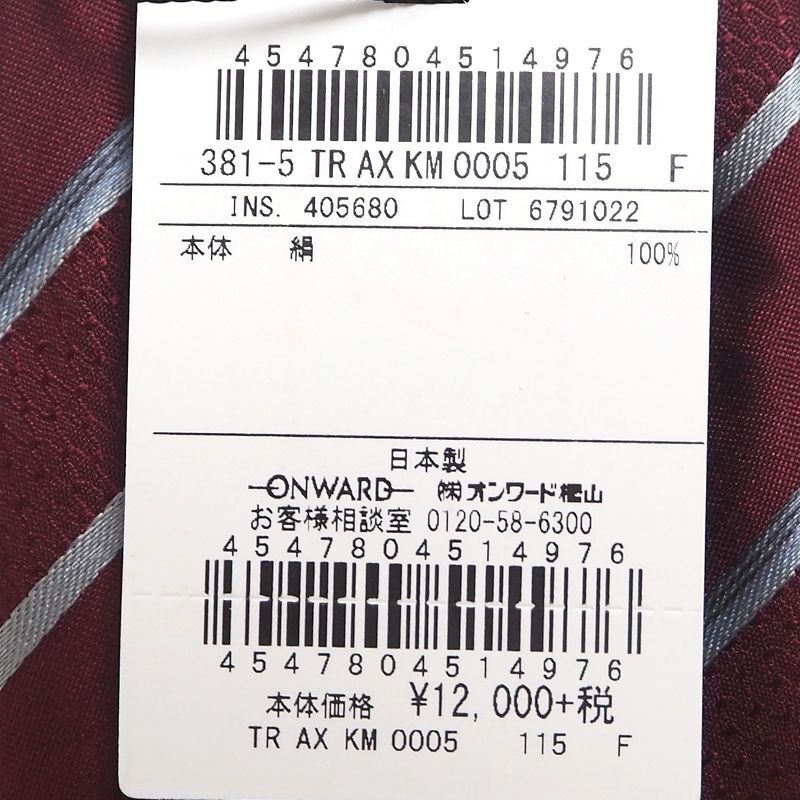 4547804514976
381-5 TR AX KM 0005 115 F
INS. 405680 LOT 6791022
本体 絹 100%
日本製
ONWARD ㈱オンワード樫山
お客様相談室 0120-58-6300
4547804514976
4547804514976
本体価格 ¥12,000+税
TR AX KM 0005 115 F